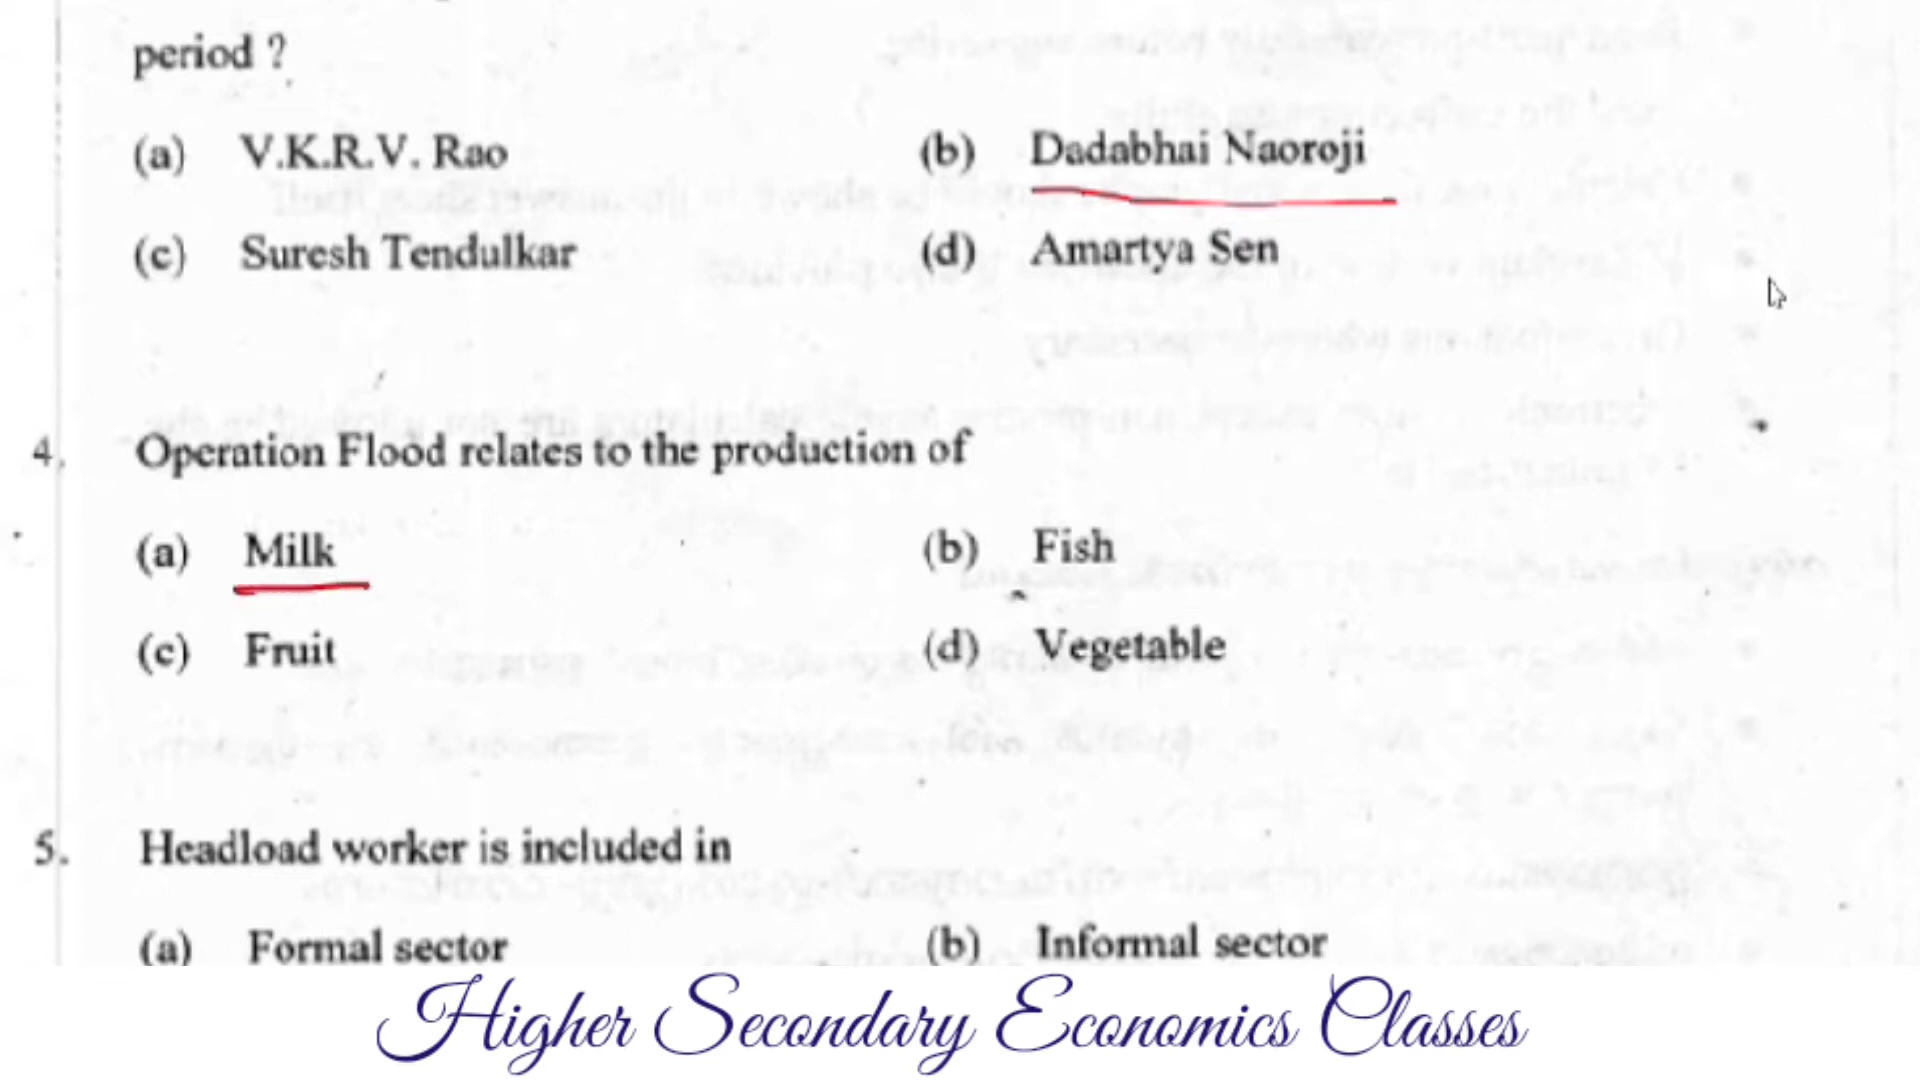 period ?
(a) V.K.R.V. Rao (b) Dadabhai Naoroji
(c) Suresh Tendulkar (d) Amartya Sen
4. Operation Flood relates to the production of
(a) Milk (b) Fish
(c) Fruit (d) Vegetable
5. Headload worker is included in
(a) Formal sector (b) Informal sector
Higher Secondary Economics Classes